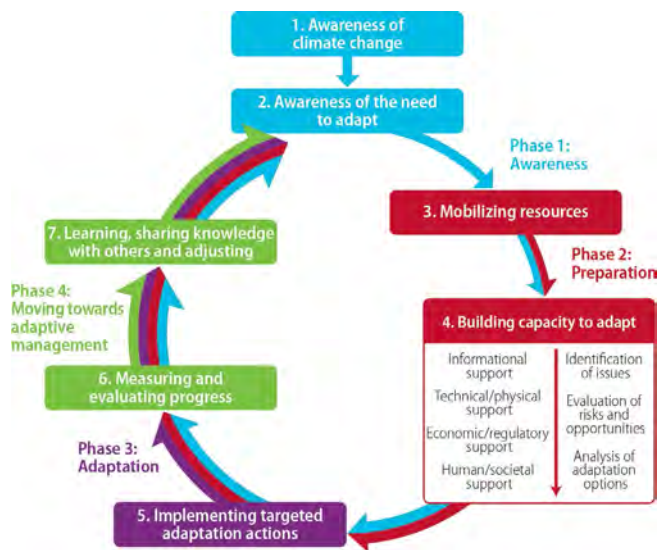 1. Awareness of
climate change
2. Awareness of the need
to adapt
Phase 1:
Awareness
3. Mobilizing resources
Phase 2:
Preparation
4. Building capacity to adapt
Informational
support
Technical/physical
support
Economic/regulatory
support
Human/societal
support
Identification
of issues
Evaluation of
risks and
opportunities
Analysis of
adaptation
options
5. Implementing targeted
adaptation actions
Phase 3:
Adaptation
6. Measuring and
evaluating progress
Phase 4:
Moving towards
adaptive
management
7. Learning, sharing knowledge
with others and adjusting